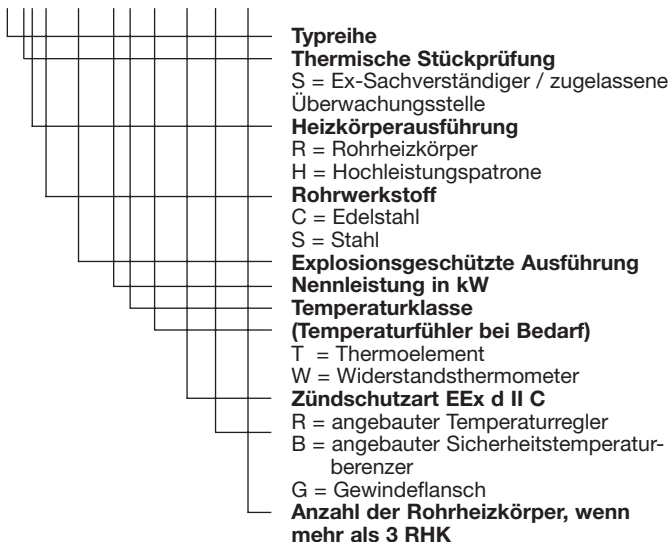 Typreihe
Thermische Stückprüfung
S = Ex-Sachverständiger / zugelassene
Überwachungsstelle
Heizkörperausführung
R = Rohrheizkörper
H = Hochleistungspatrone
Rohrwerkstoff
C = Edelstahl
S = Stahl
Explosionsgeschützte Ausführung
Nennleistung in kW
Temperaturklasse
(Temperaturfühler bei Bedarf)
T = Thermoelement
W = Widerstandsthermometer
Zündschutzart EEx d II C
R = angebauter Temperaturregler
B = angebauter Sicherheitstemperatur-
berenzer
G = Gewindeflansch
Anzahl der Rohrheizkörper, wenn
mehr als 3 RHK